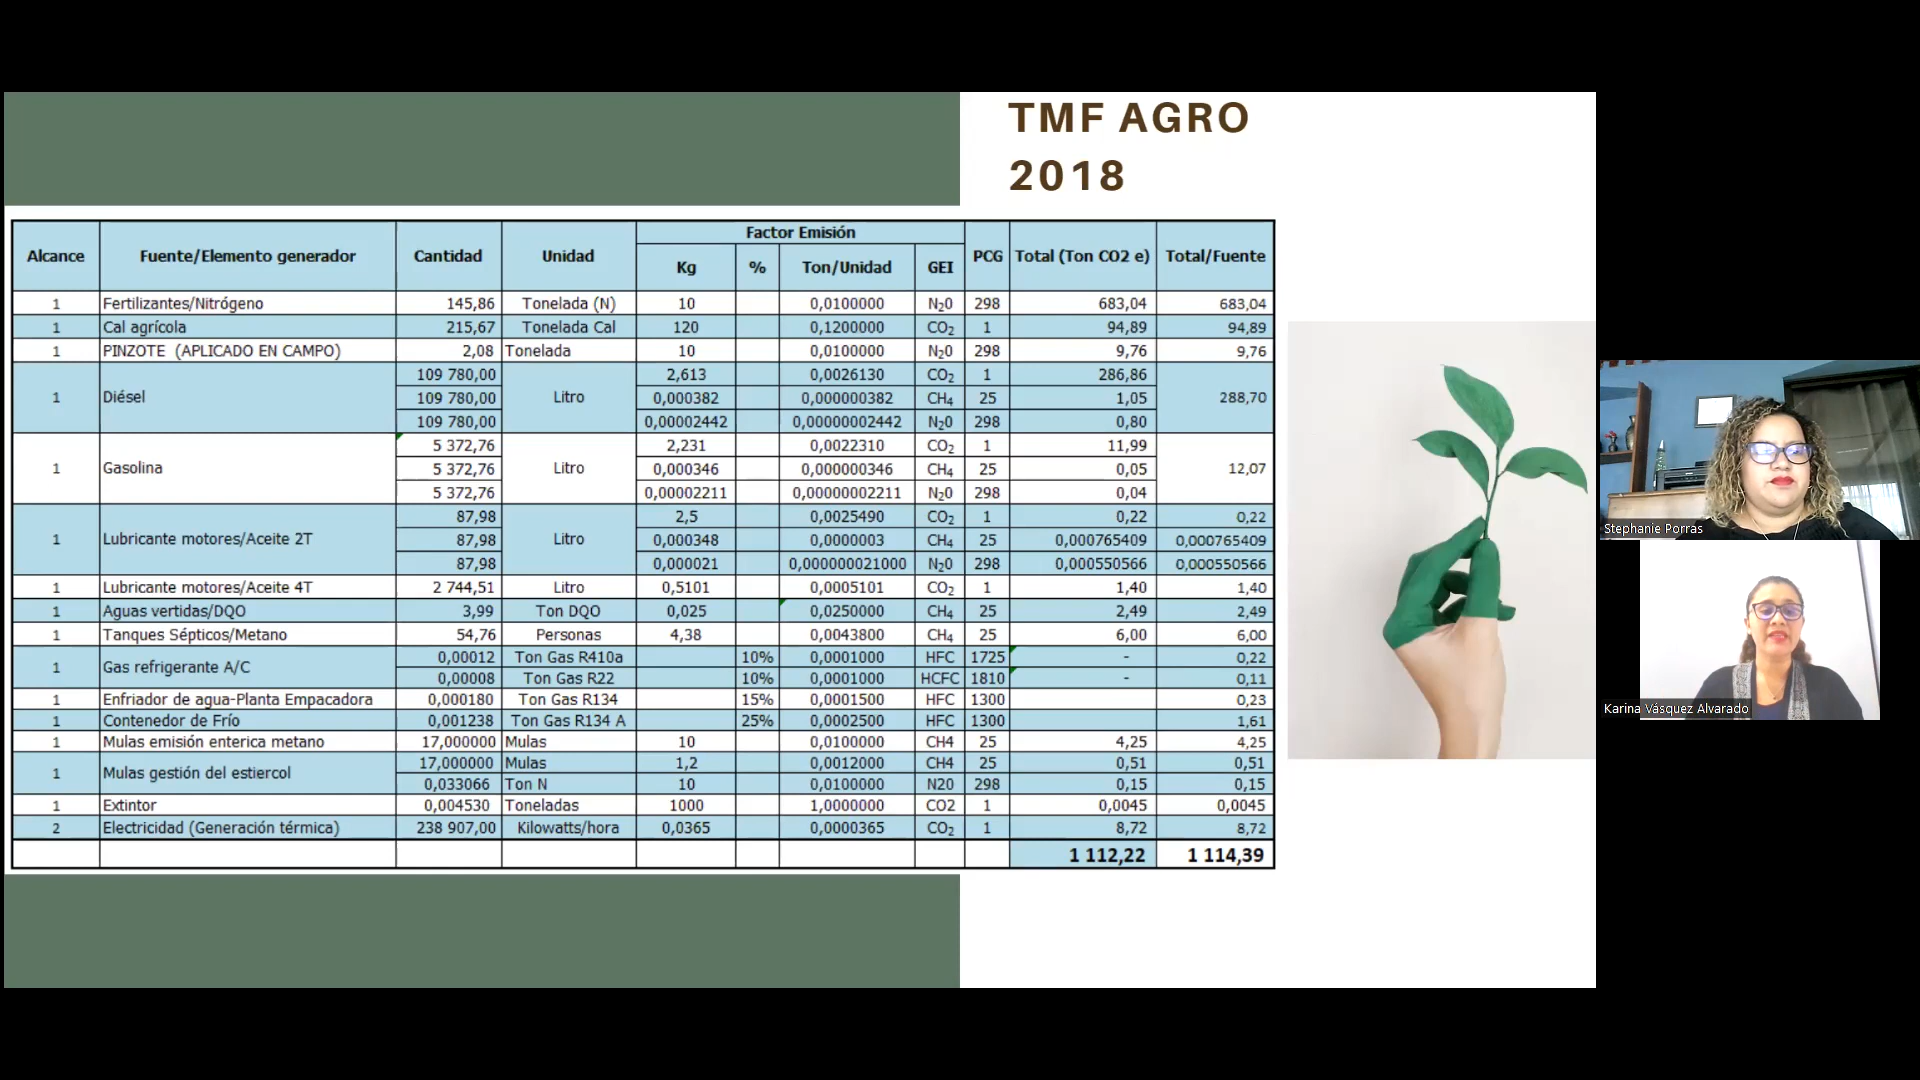 TMF AGRO
2018
Alcance Fuente/Elemento generador Cantidad Unidad Factor Emisión PCG Total (Ton CO2 e) Total/Fuente
Kg % Ton/Unidad GEI
1 Fertilizantes/Nitrógeno 145,86 Tonelada (N) 10 0,0100000 N₂0 298 683,04 683,04
1 Cal agrícola 215,67 Tonelada Cal 120 0,1200000 CO₂ 1 94,89 94,89
1 PINZOTE (APLICADO EN CAMPO) 2,08 Tonelada 10 0,0100000 N₂0 298 9,76 9,76
109 780,00 2,613 0,0026130 CO₂ 1 286,86
1 Diésel 109 780,00 Litro 0,000382 0,000000382 CH₄ 25 1,05 288,70
109 780,00 0,00002442 0,00000002442 N₂0 298 0,80
5 372,76 2,231 0,0022310 CO₂ 1 11,99
1 Gasolina 5 372,76 Litro 0,000346 0,000000346 CH₄ 25 0,05 12,07
5 372,76 0,00002211 0,00000002211 N₂0 298 0,04
87,98 2,5 0,0025490 CO₂ 1 0,22 0,22
1 Lubricante motores/Aceite 2T 87,98 Litro 0,000348 0,0000003 CH₄ 25 0,000765409 0,000765409
87,98 0,000021 0,000000021000 N₂0 298 0,000550566 0,000550566
1 Lubricante motores/Aceite 4T 2 744,51 Litro 0,5101 0,0005101 CO₂ 1 1,40 1,40
1 Aguas vertidas/DQO 3,99 Ton DQO 0,025 0,0250000 CH₄ 25 2,49 2,49
1 Tanques Sépticos/Metano 54,76 Personas 4,38 0,0043800 CH₄ 25 6,00 6,00
1 Gas refrigerante A/C 0,00012 Ton Gas R410a 10% 0,0001000 HFC 1725 - 0,22
0,00008 Ton Gas R22 10% 0,0001000 HCFC 1810 - 0,11
1 Enfriador de agua-Planta Empacadora 0,000180 Ton Gas R134 15% 0,0001500 HFC 1300 0,23
1 Contenedor de Frío 0,001238 Ton Gas R134 A 25% 0,0002500 HFC 1300 1,61
1 Mulas emisión enterica metano 17,000000 Mulas 10 0,0100000 CH4 25 4,25 4,25
1 Mulas gestión del estiercol 17,000000 Mulas 1,2 0,0012000 CH4 25 0,51 0,51
0,033066 Ton N 10 0,0100000 N20 298 0,15 0,15
1 Extintor 0,004530 Toneladas 1000 1,0000000 CO2 1 0,0045 0,0045
2 Electricidad (Generación térmica) 238 907,00 Kilowatts/hora 0,0365 0,0000365 CO₂ 1 8,72 8,72
1 112,22 1 114,39
Stephanie Porras
Karina Vásquez Alvarado